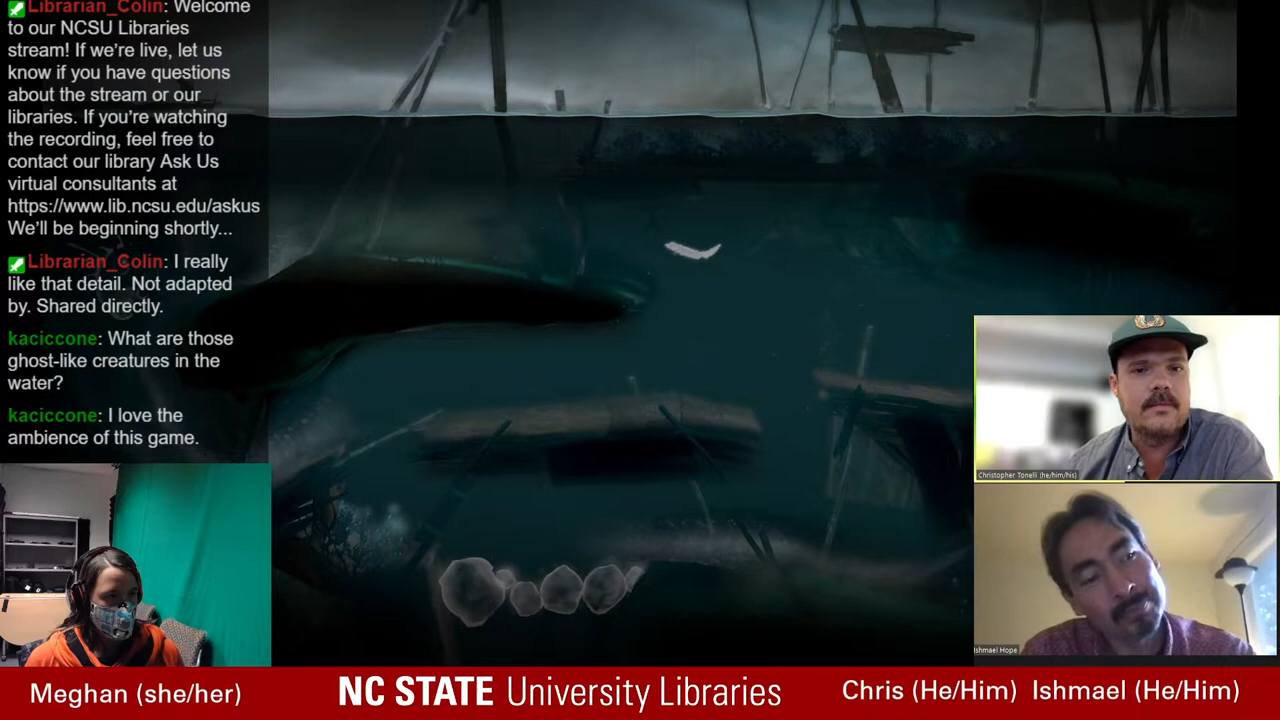 Librarian_Colin: Welcome
to our NCSU Libraries
stream! If we're live, let us
know if you have questions
about the stream or our
libraries. If you're watching
the recording, feel free to
contact our library Ask Us
virtual consultants at
https://www.lib.ncsu.edu/askus
We'll be beginning shortly...
Librarian_Colin: I really
like that detail. Not adapted
by. Shared directly.
kaciccone: What are those
ghost-like creatures in the
water?
kaciccone: I love the
ambience of this game.
Christopher Tonelli (he/him/his)
Ishmael Hope
Meghan (she/her)
NC STATE University Libraries
Chris (He/Him) Ishmael (He/Him)